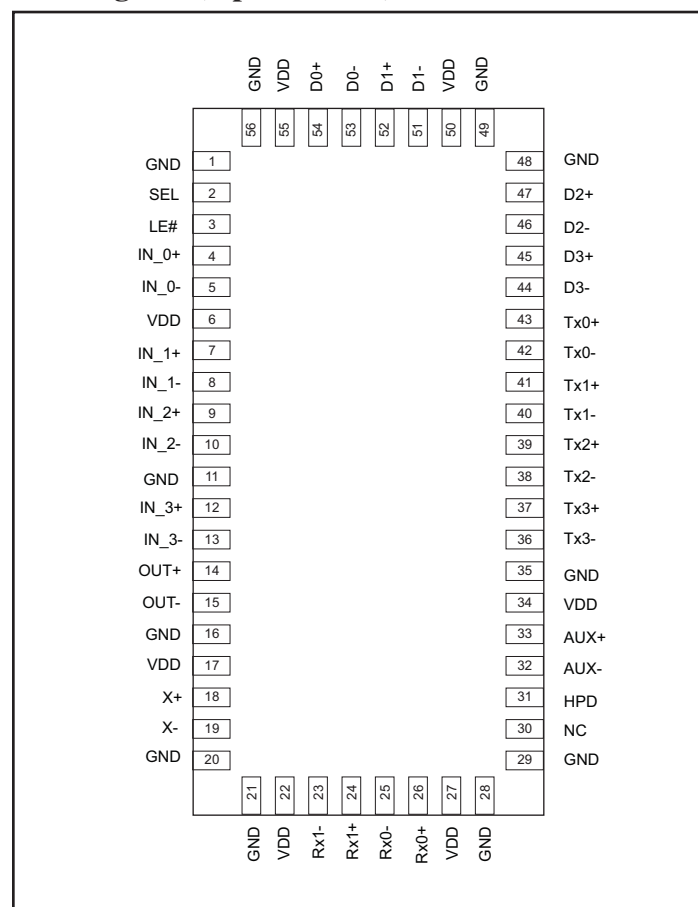 GND VDD D0+ D0- D1+ D1- VDD GND
56 55 54 53 52 51 50 49
GND 1 48 GND
SEL 2 47 D2+
LE# 3 46 D2-
IN_0+ 4 45 D3+
IN_0- 5 44 D3-
VDD 6 43 Tx0+
IN_1+ 7 42 Tx0-
IN_1- 8 41 Tx1+
IN_2+ 9 40 Tx1-
IN_2- 10 39 Tx2+
GND 11 38 Tx2-
IN_3+ 12 37 Tx3+
IN_3- 13 36 Tx3-
OUT+ 14 35 GND
OUT- 15 34 VDD
GND 16 33 AUX+
VDD 17 32 AUX-
X+ 18 31 HPD
X- 19 30 NC
GND 20 29 GND
21 22 23 24 25 26 27 28
GND VDD Rx1- Rx1+ Rx0- Rx0+ VDD GND